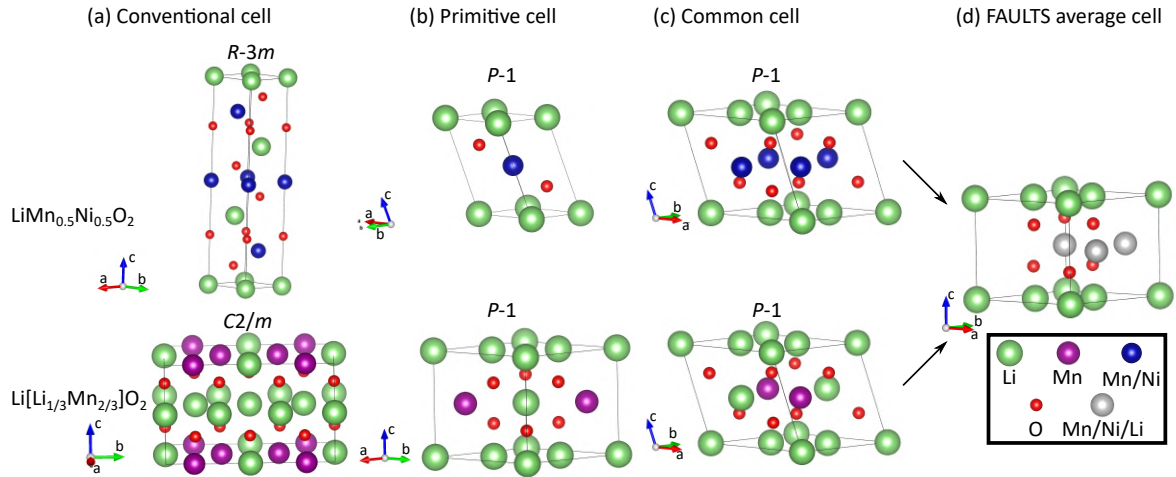 (a) Conventional cell
(b) Primitive cell
(c) Common cell
(d) FAULTS average cell
R-3m
P-1
P-1
LiMn0.5Ni0.5O2
c
a
b
c
a
b
c
b
a
C2/m
P-1
P-1
Li[Li1/3Mn2/3]O2
c
b
a
c
a
b
c
b
a
c
b
a
Li
Mn
Mn/Ni
O
Mn/Ni/Li